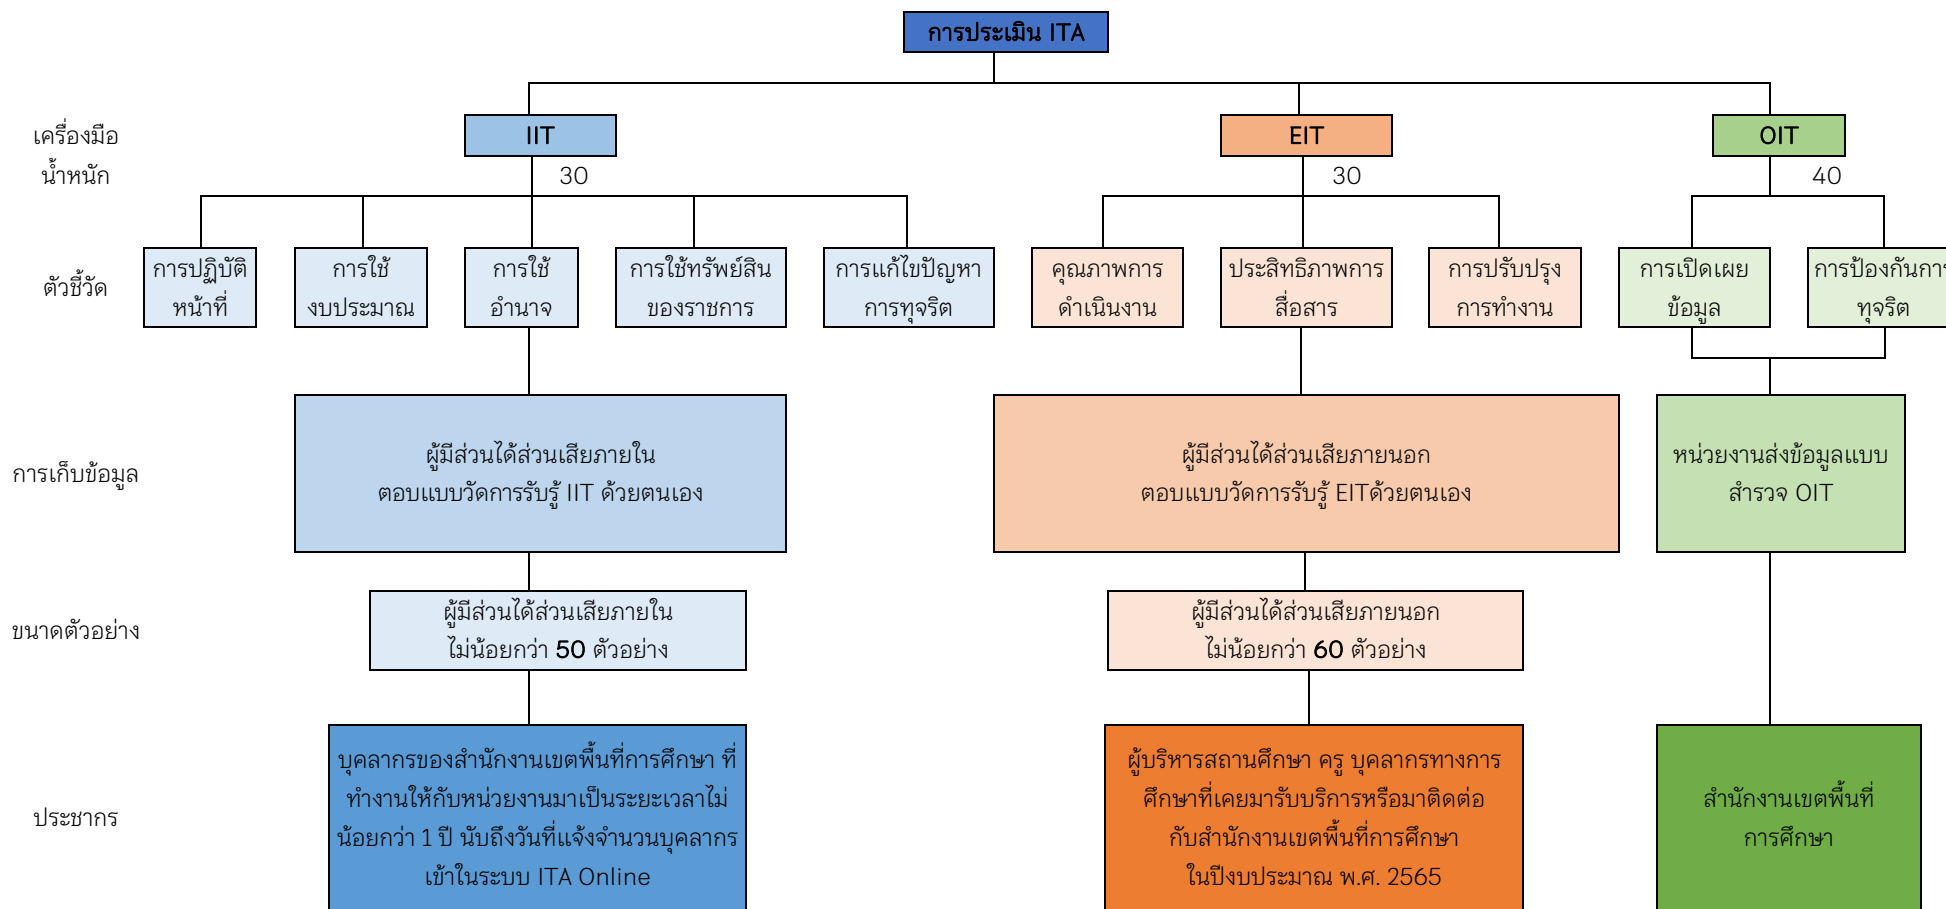 การประเมิน ITA
เครื่องมือ
IIT
EIT
OIT
น้ำหนัก
30
30
40
ตัวชี้วัด
การปฏิบัติ
หน้าที่
การใช้
งบประมาณ
การใช้
อำนาจ
การใช้ทรัพย์สิน
ของราชการ
การแก้ไขปัญหา
การทุจริต
คุณภาพการ
ดำเนินงาน
ประสิทธิภาพการ
สื่อสาร
การปรับปรุง
การทำงาน
การเปิดเผย
ข้อมูล
การป้องกันการ
ทุจริต
การเก็บข้อมูล
ผู้มีส่วนได้ส่วนเสียภายใน
ตอบแบบวัดการรับรู้ IIT ด้วยตนเอง
ผู้มีส่วนได้ส่วนเสียภายนอก
ตอบแบบวัดการรับรู้ EITด้วยตนเอง
หน่วยงานส่งข้อมูลแบบ
สำรวจ OIT
ขนาดตัวอย่าง
ผู้มีส่วนได้ส่วนเสียภายใน
ไม่น้อยกว่า 50 ตัวอย่าง
ผู้มีส่วนได้ส่วนเสียภายนอก
ไม่น้อยกว่า 60 ตัวอย่าง
ประชากร
บุคลากรของสำนักงานเขตพื้นที่การศึกษา ที่
ทำงานให้กับหน่วยงานมาเป็นระยะเวลาไม่
น้อยกว่า 1 ปี นับถึงวันที่แจ้งจำนวนบุคลากร
เข้าในระบบ ITA Online
ผู้บริหารสถานศึกษา ครู บุคลากรทางการ
ศึกษาที่เคยมารับบริการหรือมาติดต่อ
กับสำนักงานเขตพื้นที่การศึกษา
ในปีงบประมาณ พ.ศ. 2565
สำนักงานเขตพื้นที่
การศึกษา